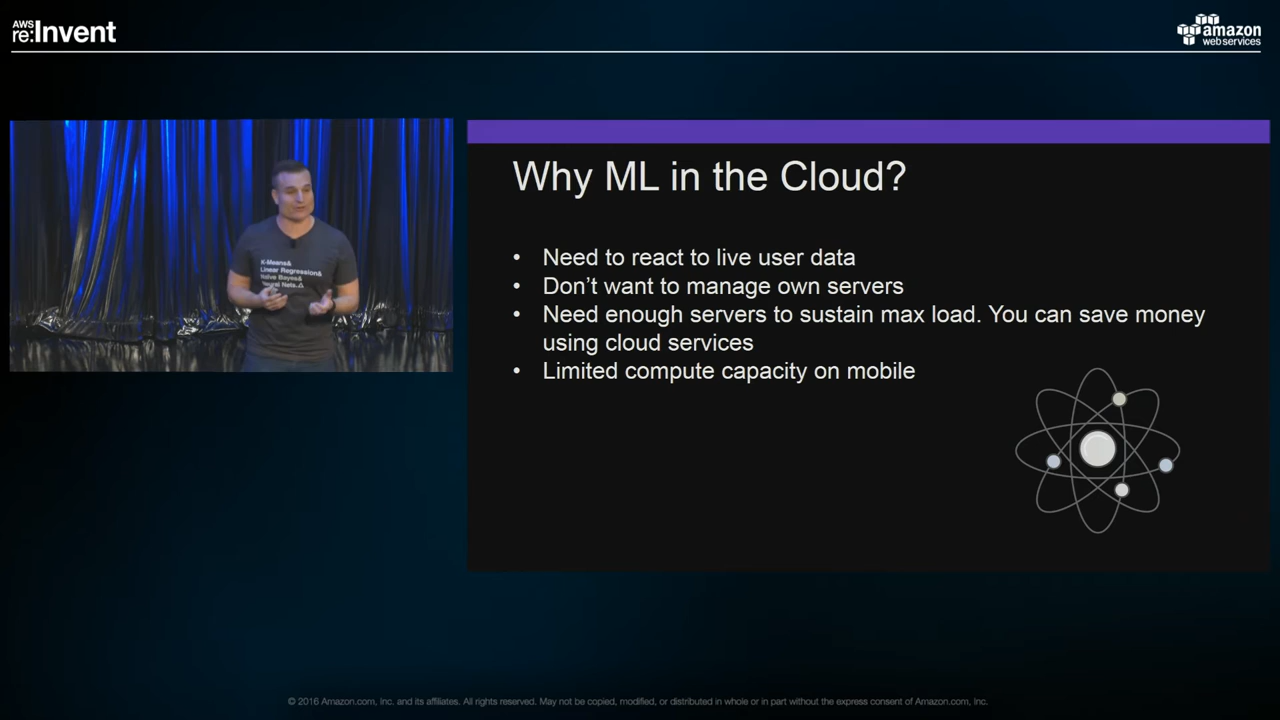 AWS
re:Invent
amazon
web services
K-Means&
Linear Regression&
Naive Bayes&
Neural Nets.
Why ML in the Cloud?
• Need to react to live user data
• Don’t want to manage own servers
• Need enough servers to sustain max load. You can save money
using cloud services
• Limited compute capacity on mobile
© 2016 Amazon.com, Inc. and its affiliates. All rights reserved. May not be copied, modified, or distributed in whole or in part without the express consent of Amazon.com, Inc.